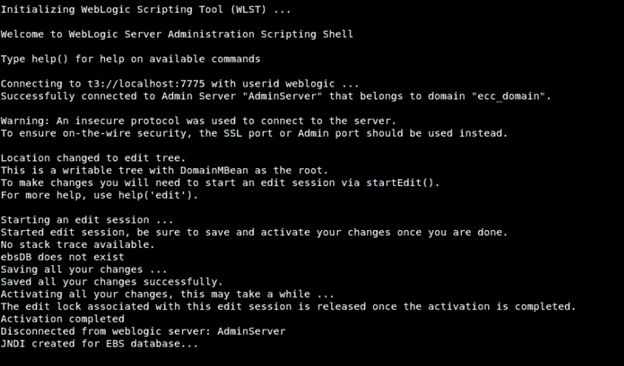 Initializing WebLogic Scripting Tool (WLST) ...
Welcome to WebLogic Server Administration Scripting Shell
Type help() for help on available commands
Connecting to t3://localhost:7775 with userid weblogic ...
Successfully connected to Admin Server "AdminServer" that belongs to domain "ecc_domain".
Warning: An insecure protocol was used to connect to the server.
To ensure on-the-wire security, the SSL port or Admin port should be used instead.
Location changed to edit tree.
This is a writable tree with DomainMBean as the root.
To make changes you will need to start an edit session via startEdit().
For more help, use help('edit').
Starting an edit session ...
Started edit session, be sure to save and activate your changes once you are done.
No stack trace available.
ebsDB does not exist
Saving all your changes ...
Saved all your changes successfully.
Activating all your changes, this may take a while ...
The edit lock associated with this edit session is released once the activation is completed.
Activation completed
Disconnected from weblogic server: AdminServer
JNDI created for EBS database...